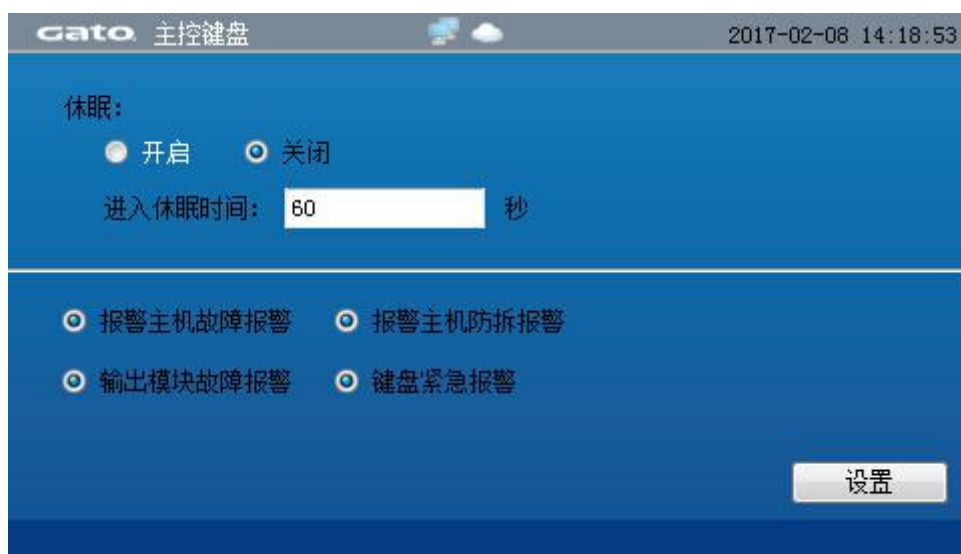 Gato 主控键盘 2017-02-08 14:18:53
休眠：
开启 关闭
进入休眠时间： 60 秒
报警主机故障报警 报警主机防拆报警
输出模块故障报警 键盘紧急报警
设置